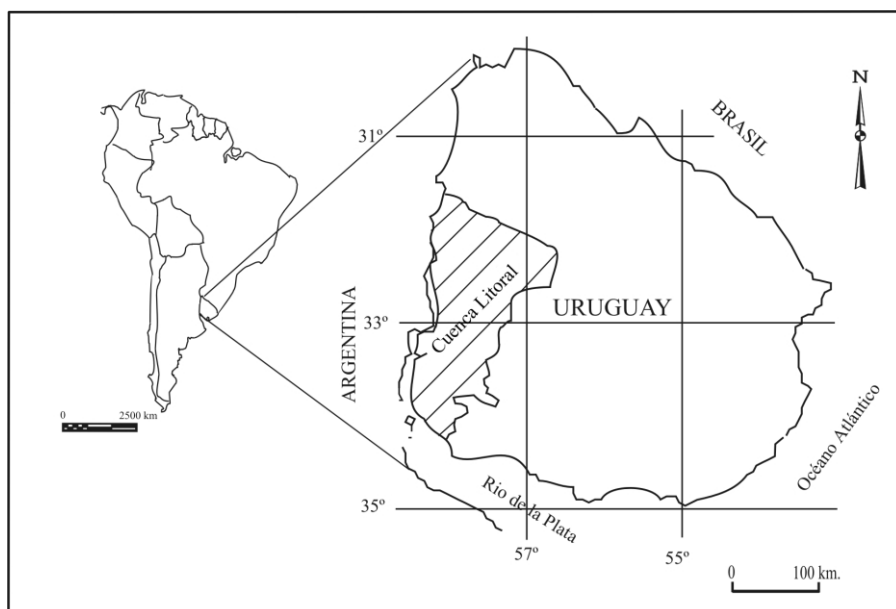 N
BRASIL
31º
Cuenca Litoral
URUGUAY
ARGENTINA
33º
0 2500 km
Océano Atlántico
Rio de la Plata
35º
57º
55º
0 100 km.